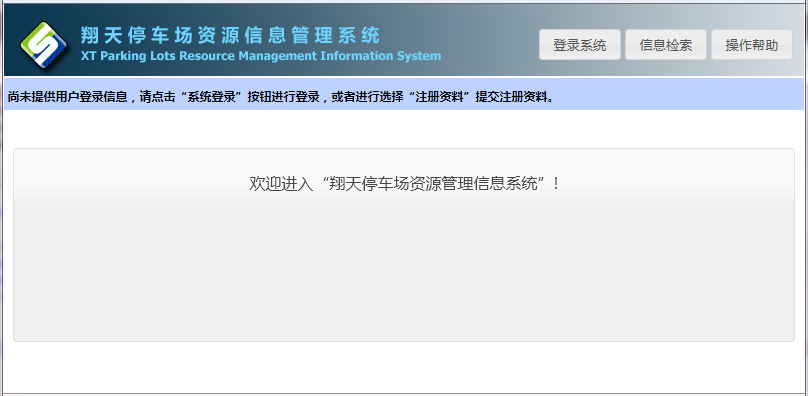 翔天停车场资源信息管理系统
XT Parking Lots Resource Management Information System
登录系统 信息检索 操作帮助
尚未提供用户登录信息，请点击“系统登录”按钮进行登录，或者进行选择“注册资料”提交注册资料。
欢迎进入“翔天停车场资源管理信息系统”！